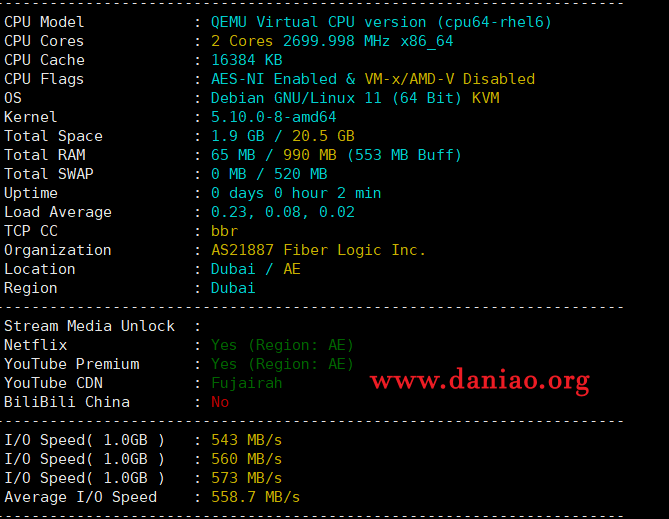 -----------------------------------------------------------------------------
CPU Model : QEMU Virtual CPU version (cpu64-rhel6)
CPU Cores : 2 Cores 2699.998 MHz x86_64
CPU Cache : 16384 KB
CPU Flags : AES-NI Enabled & VM-x/AMD-V Disabled
OS : Debian GNU/Linux 11 (64 Bit) KVM
Kernel : 5.10.0-8-amd64
Total Space : 1.9 GB / 20.5 GB
Total RAM : 65 MB / 990 MB (553 MB Buff)
Total SWAP : 0 MB / 520 MB
Uptime : 0 days 0 hour 2 min
Load Average : 0.23, 0.08, 0.02
TCP CC : bbr
Organization : AS21887 Fiber Logic Inc.
Location : Dubai / AE
Region : Dubai
-----------------------------------------------------------------------------
Stream Media Unlock :
Netflix : Yes (Region: AE)
YouTube Premium : Yes (Region: AE)
www.daniao.org
YouTube CDN : Fujairah
BiliBili China : No
-----------------------------------------------------------------------------
I/O Speed( 1.0GB ) : 543 MB/s
I/O Speed( 1.0GB ) : 560 MB/s
I/O Speed( 1.0GB ) : 573 MB/s
Average I/O Speed : 558.7 MB/s
-----------------------------------------------------------------------------